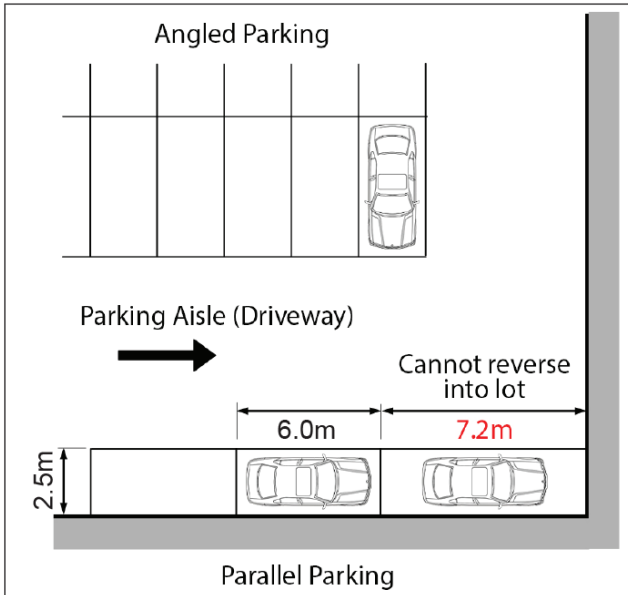 Angled Parking
Parking Aisle (Driveway)
Cannot reverse
into lot
6.0m
7.2m
2.5m
Parallel Parking